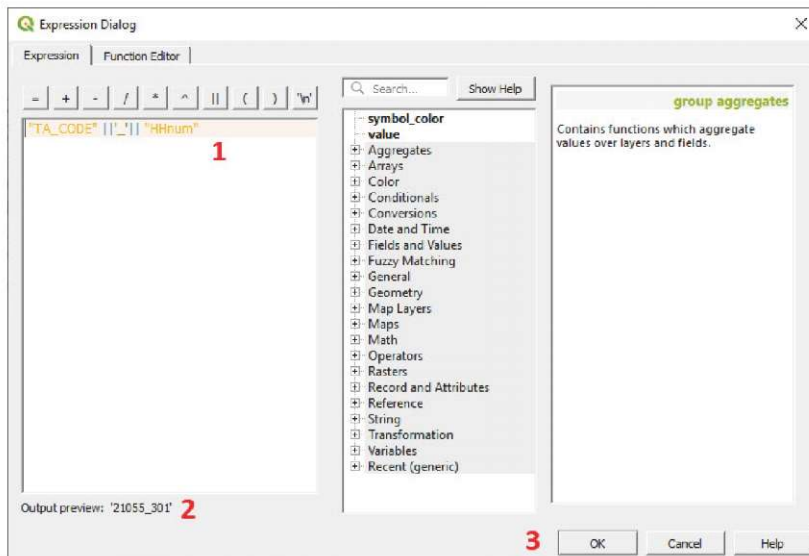 Expression Dialog
Expression
Function Editor
= + - / * ^ || ( ) '\n'
"TA_CODE" ||'_'|| "HHnum"
1
Output preview: '21055_301'
2
Search...
Show Help
symbol_color
value
Aggregates
Arrays
Color
Conditionals
Conversions
Date and Time
Fields and Values
Fuzzy Matching
General
Geometry
Map Layers
Maps
Math
Operators
Rasters
Record and Attributes
Reference
String
Transformation
Variables
Recent (generic)
group aggregates
Contains functions which aggregate
values over layers and fields.
3
OK
Cancel
Help